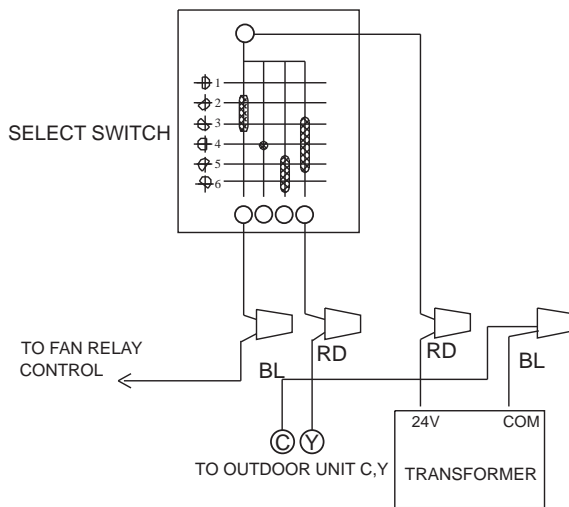 1
2
3
SELECT SWITCH
4
5
6
TO FAN RELAY
CONTROL
BL
RD
RD
BL
C Y
TO OUTDOOR UNIT C,Y
24V COM
TRANSFORMER